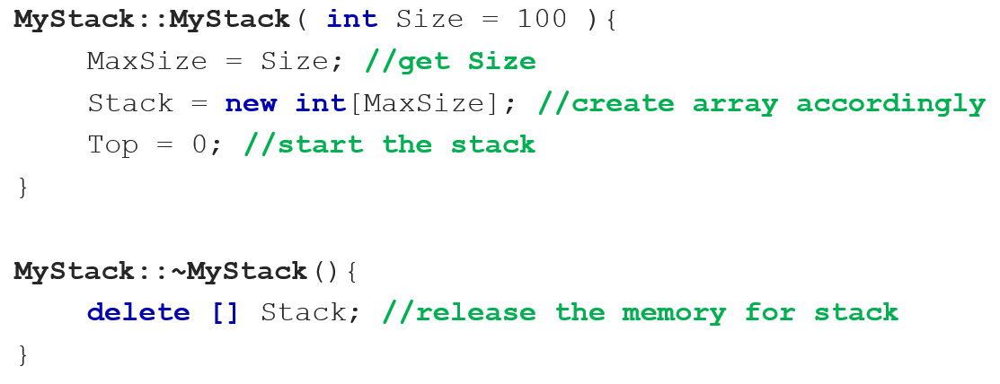 MyStack::MyStack( int Size = 100 ){
MaxSize = Size; //get Size
Stack = new int[MaxSize]; //create array accordingly
Top = 0; //start the stack
}
MyStack::~MyStack(){
delete [] Stack; //release the memory for stack
}